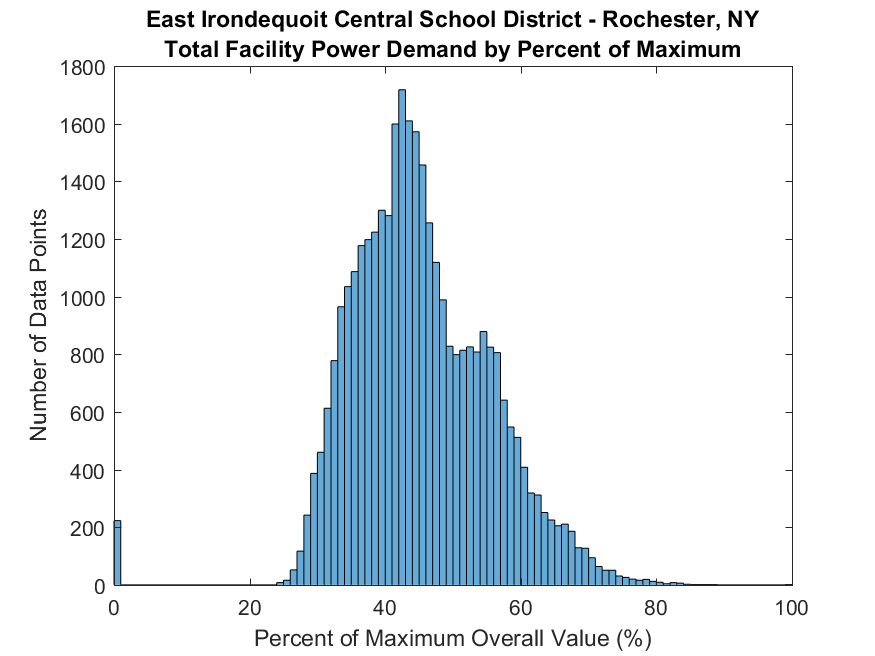 East Irondequoit Central School District - Rochester, NY
Total Facility Power Demand by Percent of Maximum
1800
1600
1400
1200
1000
800
600
400
200
0
Number of Data Points
0 20 40 60 80 100
Percent of Maximum Overall Value (%)